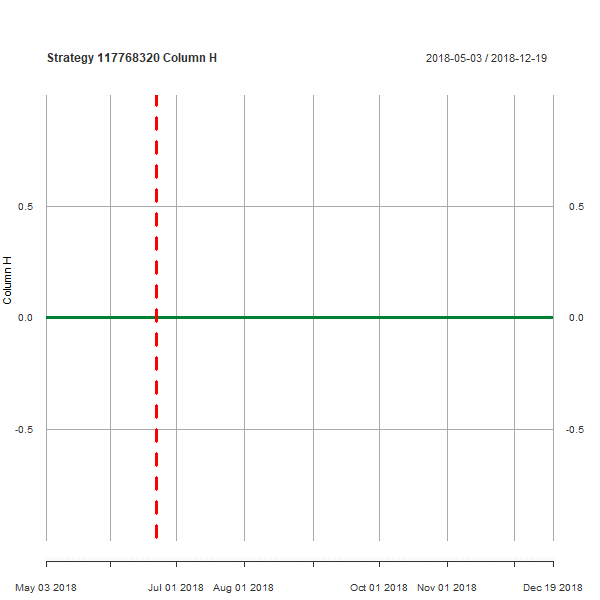 Strategy 117768320 Column H 2018-05-03 / 2018-12-19
0.5 0.5
Column H
0.0 0.0
-0.5 -0.5
May 03 2018 Jul 01 2018 Aug 01 2018 Oct 01 2018 Nov 01 2018 Dec 19 2018